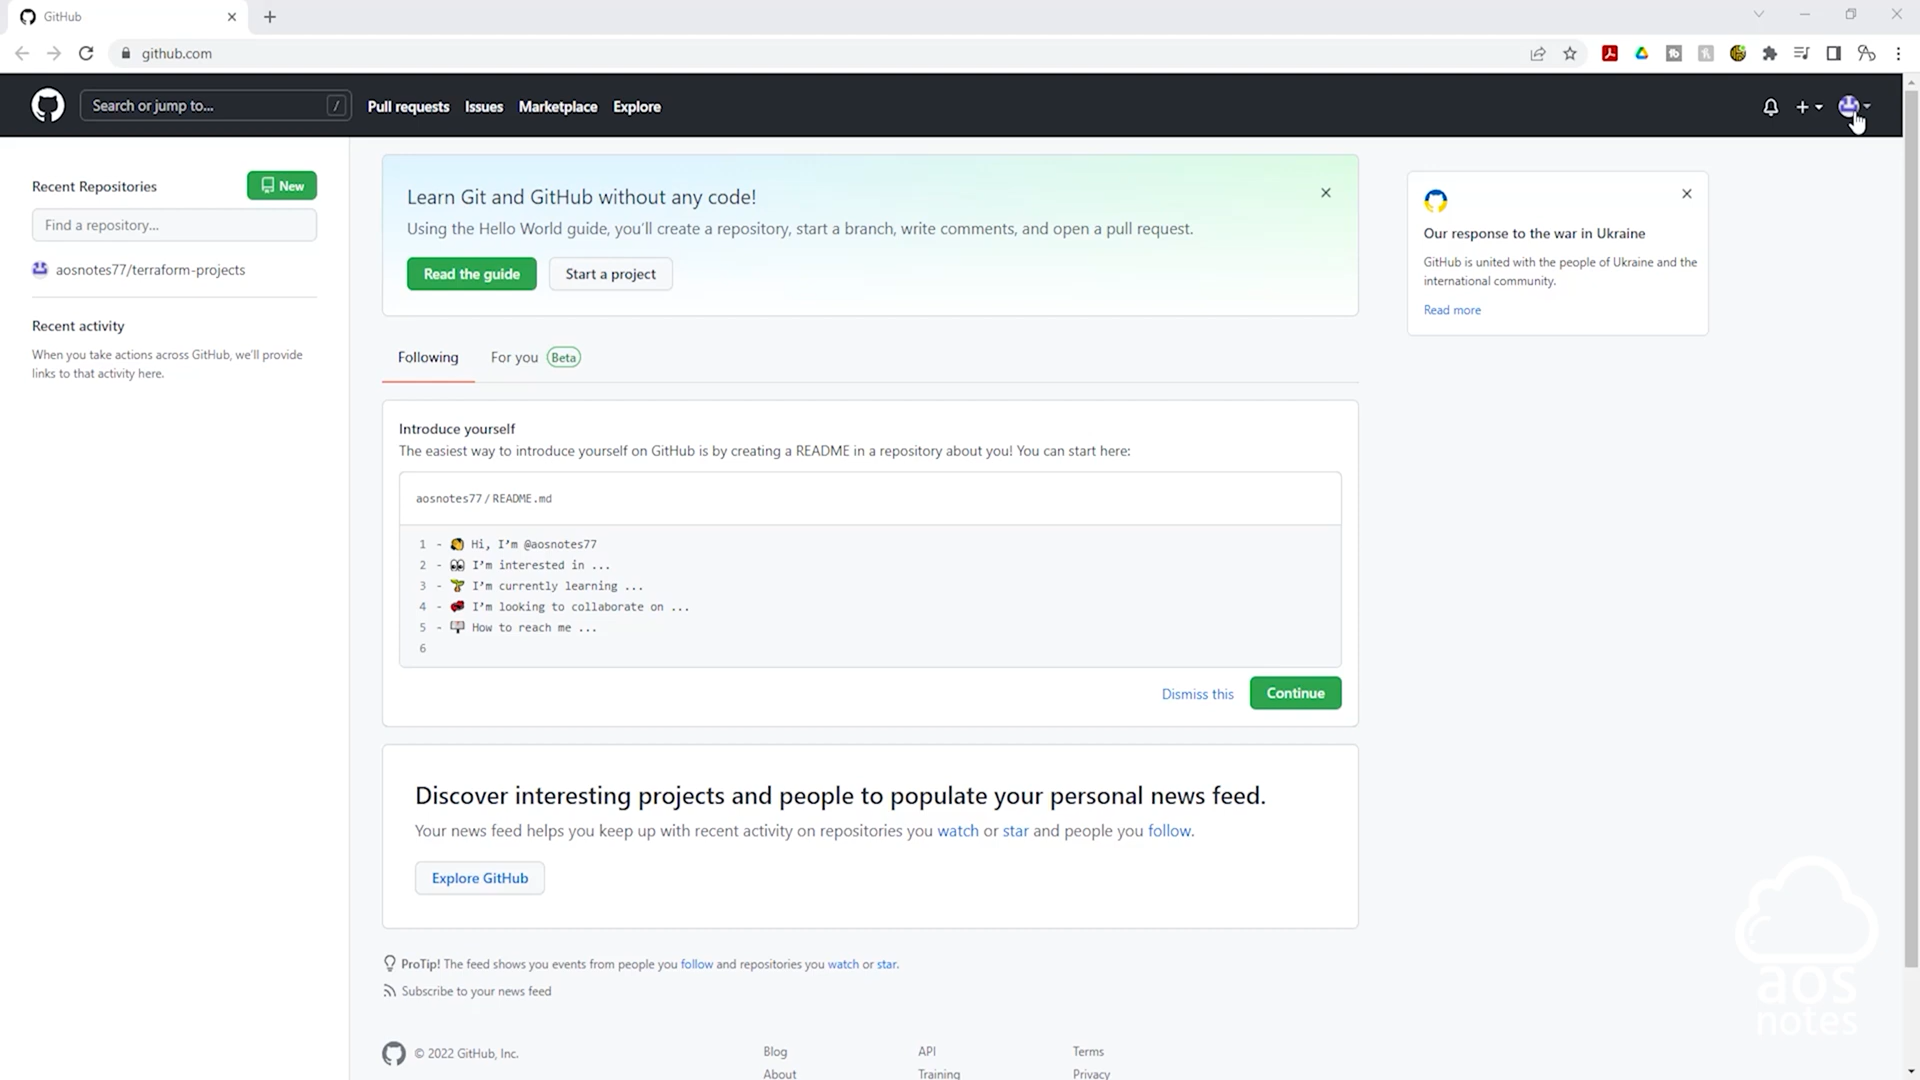 GitHub
github.com
Search or jump to...
/
Pull requests
Issues
Marketplace
Explore
Recent Repositories
New
Find a repository...
aosnotes77/terraform-projects
Recent activity
When you take actions across GitHub, we'll provide
links to that activity here.
Learn Git and GitHub without any code!
Using the Hello World guide, you'll create a repository, start a branch, write comments, and open a pull request.
Read the guide
Start a project
Following
For you
Beta
Introduce yourself
The easiest way to introduce yourself on GitHub is by creating a README in a repository about you! You can start here:
aosnotes77/README.md
1 - 👋 Hi, I'm @aosnotes77
2 - 👀 I'm interested in ...
3 - 🌱 I'm currently learning ...
4 - 💞️ I'm looking to collaborate on ...
5 - 📫 How to reach me ...
6
Dismiss this
Continue
Discover interesting projects and people to populate your personal news feed.
Your news feed helps you keep up with recent activity on repositories you watch or star and people you follow.
Explore GitHub
ProTip! The feed shows you events from people you follow and repositories you watch or star.
Subscribe to your news feed
© 2022 GitHub, Inc.
Blog
API
Terms
About
Training
Privacy
Our response to the war in Ukraine
GitHub is united with the people of Ukraine and the
international community.
Read more
aos
notes